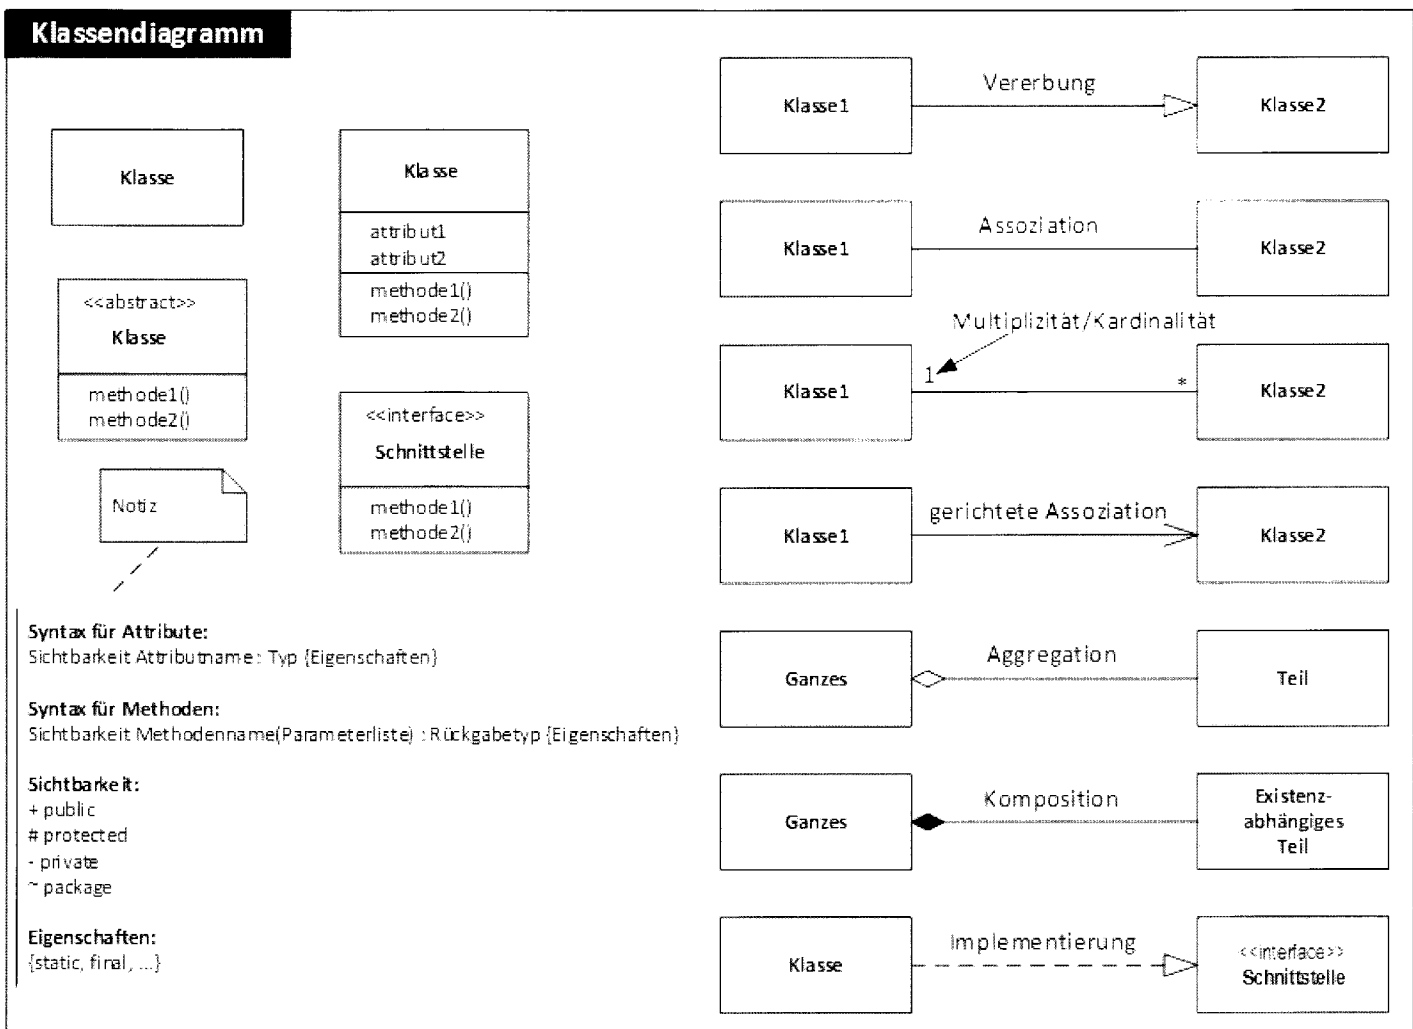 Klassendiagramm
Klasse
Klasse
attribut1
attribut2
methode1()
methode2()
<<abstract>>
Klasse
methode1()
methode2()
<<interface>>
Schnittstelle
methode1()
methode2()
Notiz
Syntax für Attribute:
Sichtbarkeit Attributname : Typ {Eigenschaften}
Syntax für Methoden:
Sichtbarkeit Methodenname(Parameterliste) : Rückgabetyp {Eigenschaften}
Sichtbarkeit:
+ public
# protected
- private
~ package
Eigenschaften:
{static, final, ...}
Klasse1 Vererbung Klasse2
Klasse1 Assoziation Klasse2
Multiplizität/Kardinalität
Klasse1 1 * Klasse2
Klasse1 gerichtete Assoziation Klasse2
Ganzes Aggregation Teil
Ganzes Komposition Existenz-
abhängiges
Teil
Klasse Implementierung <<interface>>
Schnittstelle